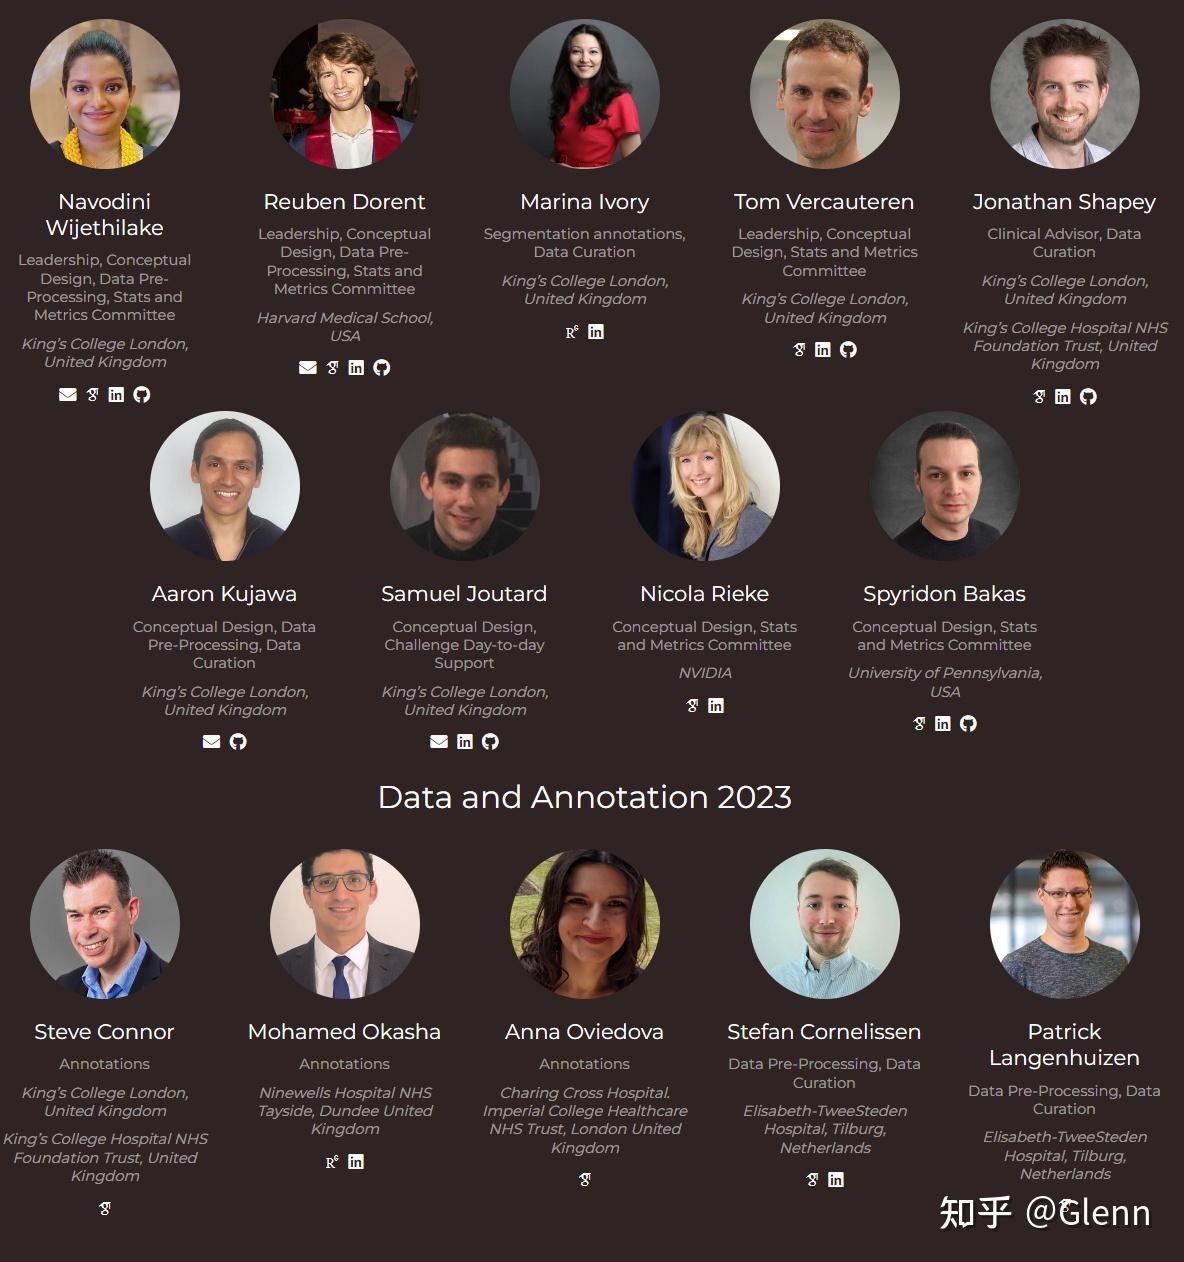 Navodini
Wijethilake
Leadership, Conceptual
Design, Data Pre-
Processing, Stats and
Metrics Committee
King's College London,
United Kingdom
Reuben Dorent
Leadership, Conceptual
Design, Data Pre-
Processing, Stats and
Metrics Committee
Harvard Medical School,
USA
Marina Ivory
Segmentation annotations,
Data Curation
King's College London,
United Kingdom
Tom Vercauteren
Leadership, Conceptual
Design, Stats and Metrics
Committee
King's College London,
United Kingdom
Jonathan Shapey
Clinical Advisor, Data
Curation
King's College London,
United Kingdom
King's College Hospital NHS
Foundation Trust, United
Kingdom
Aaron Kujawa
Conceptual Design, Data
Pre-Processing, Data
Curation
King's College London,
United Kingdom
Samuel Joutard
Conceptual Design,
Challenge Day-to-day
Support
King's College London,
United Kingdom
Nicola Rieke
Conceptual Design, Stats
and Metrics Committee
NVIDIA
Spyridon Bakas
Conceptual Design, Stats
and Metrics Committee
University of Pennsylvania,
USA
Data and Annotation 2023
Steve Connor
Annotations
King's College London,
United Kingdom
King's College Hospital NHS
Foundation Trust, United
Kingdom
Mohamed Okasha
Annotations
Ninewells Hospital NHS
Tayside, Dundee United
Kingdom
Anna Oviedova
Annotations
Charing Cross Hospital.
Imperial College Healthcare
NHS Trust, London United
Kingdom
Stefan Cornelissen
Data Pre-Processing, Data
Curation
Elisabeth-TweeSteden
Hospital, Tilburg,
Netherlands
Patrick
Langenhuizen
Data Pre-Processing, Data
Curation
Elisabeth-TweeSteden
Hospital, Tilburg,
Netherlands
知乎 @Glenn